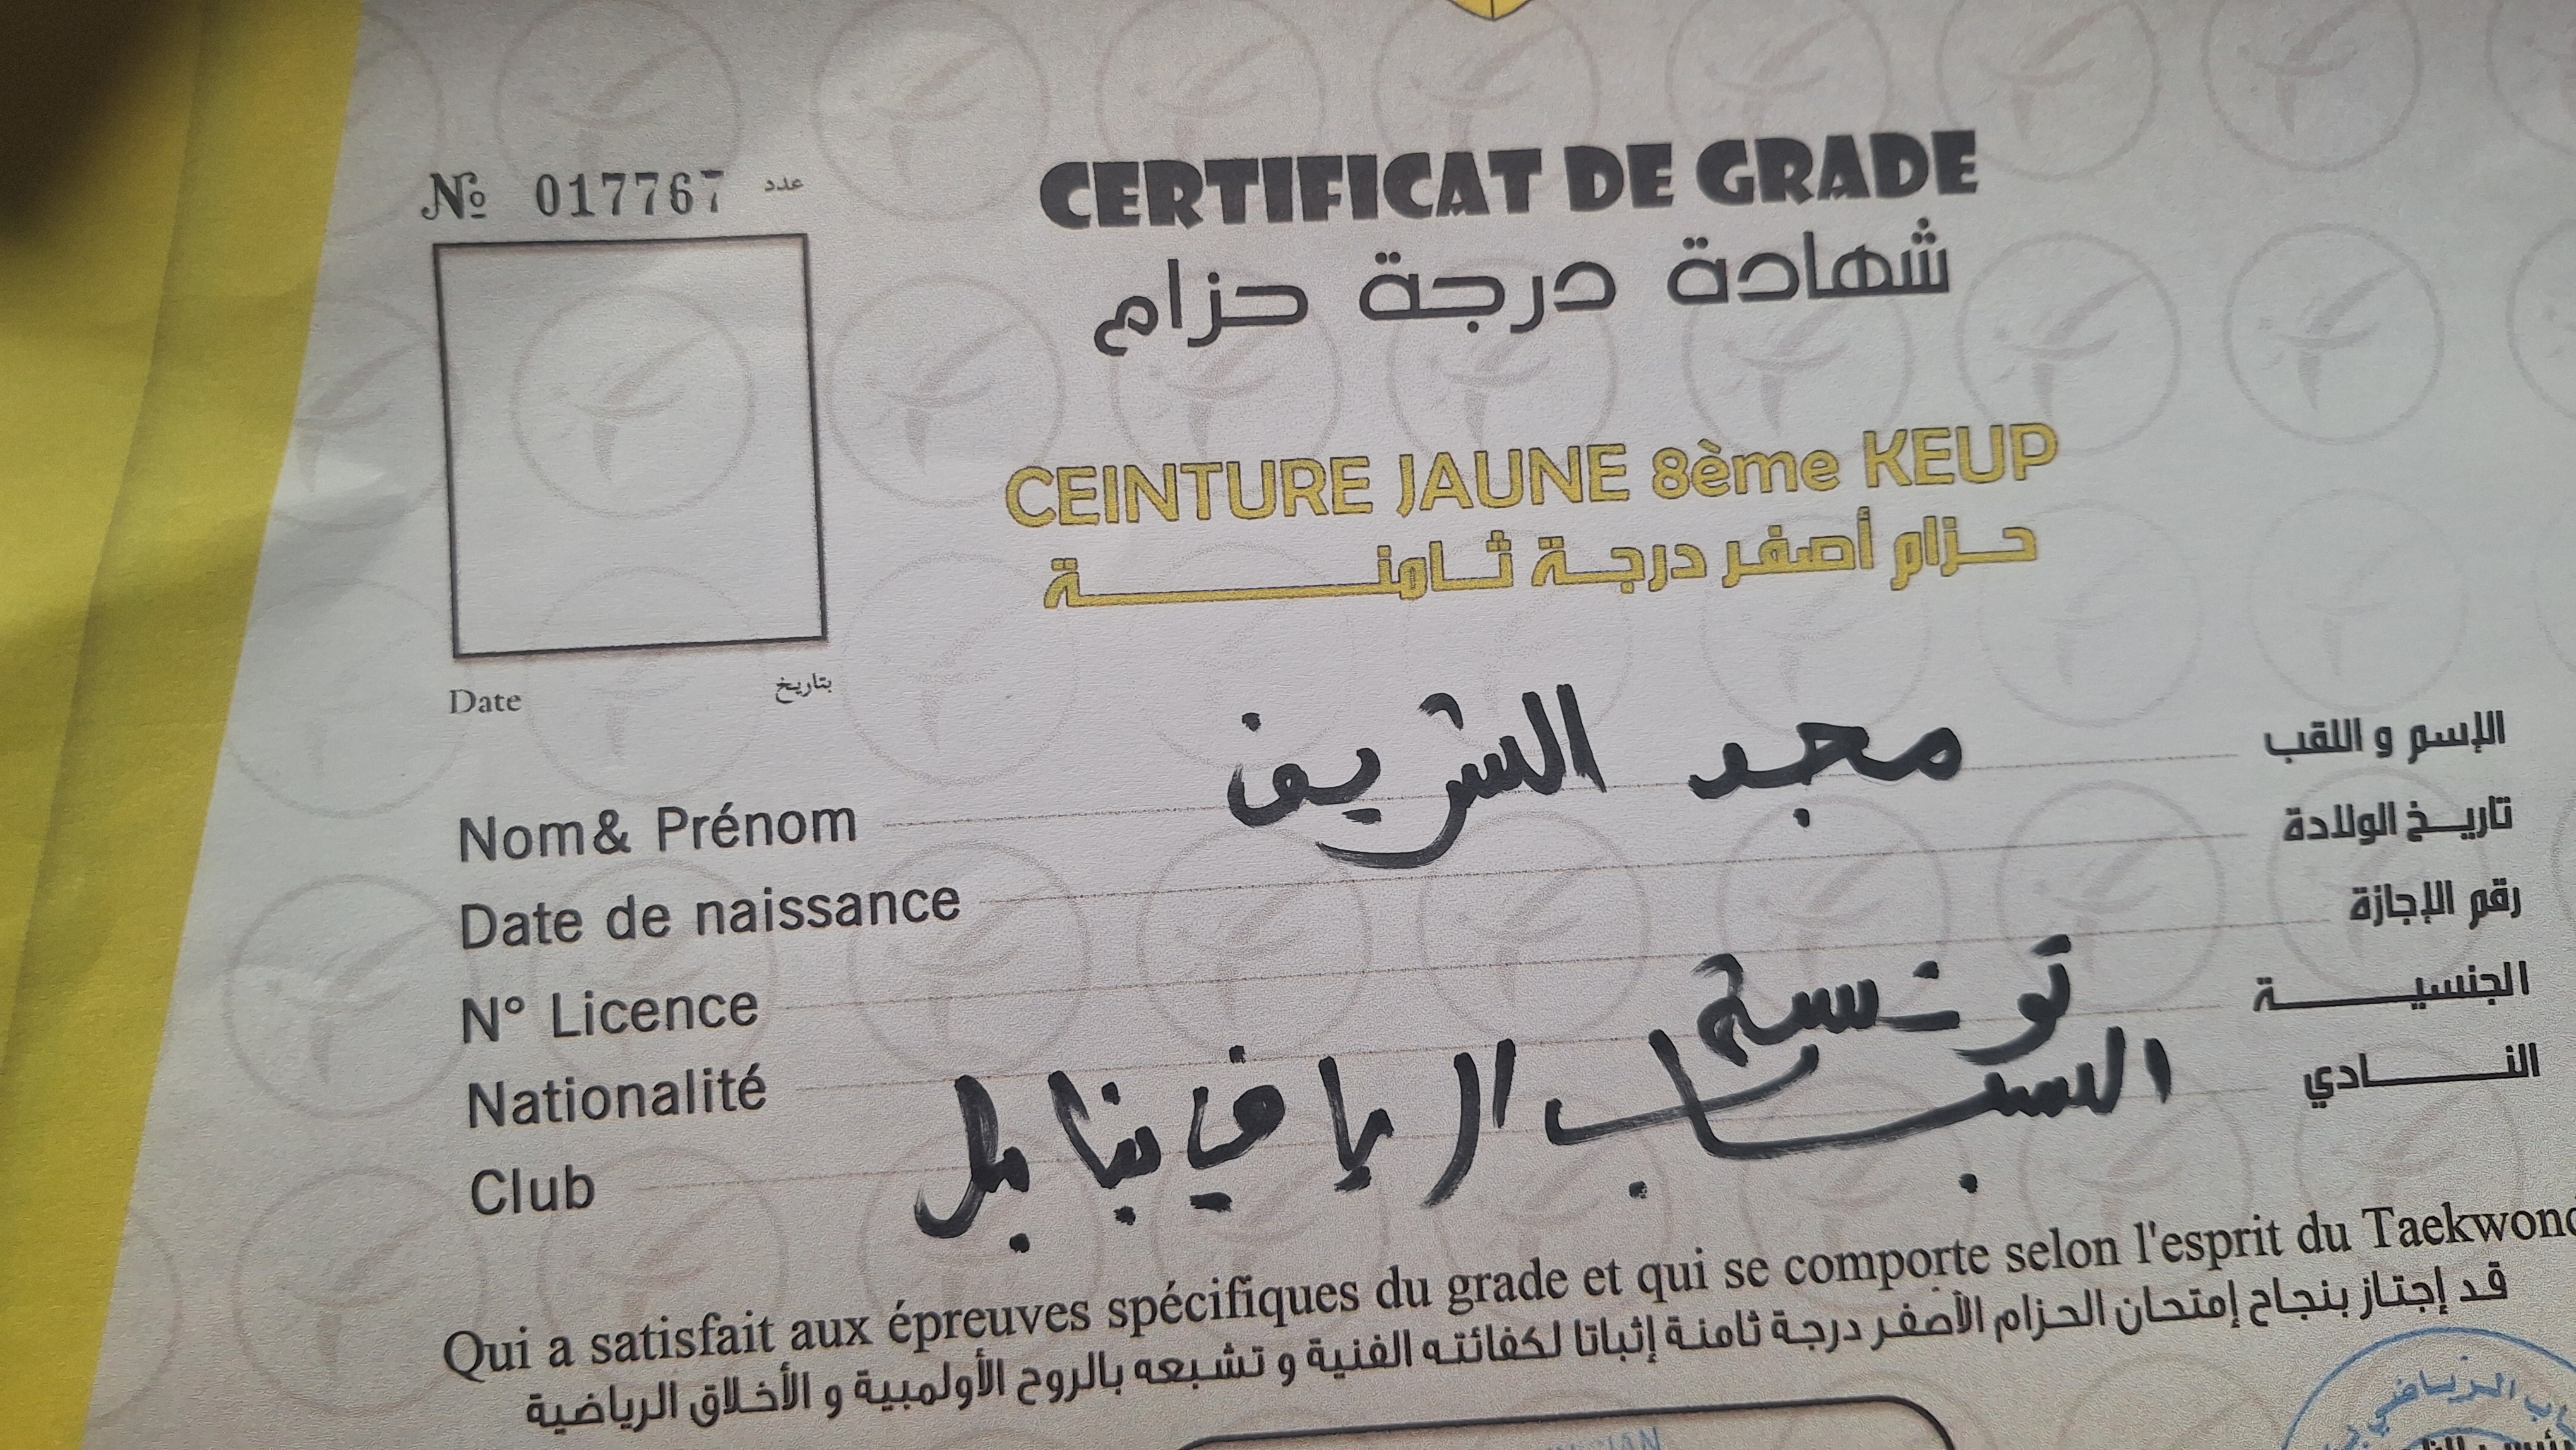 № 017767 عدد
CERTIFICAT DE GRADE
شهادة درجة حزام
CEINTURE JAUNE 8ème KEUP
حزام أصفر درجة ثامنة
Date بتاريخ
Nom& Prénom مجد الشريف الإسم و اللقب
Date de naissance تاريخ الولادة
N° Licence رقم الإجازة
Nationalité تونسية الجنسية
Club الشباب الرياضي بنابل النادي
Qui a satisfait aux épreuves spécifiques du grade et qui se comporte selon l'esprit du Taekwond
قد إجتاز بنجاح إمتحان الحزام الأصفر درجة ثامنة إثباتا لكفائته الفنية و تشبعه بالروح الأولمبية و الأخلاق الرياضية